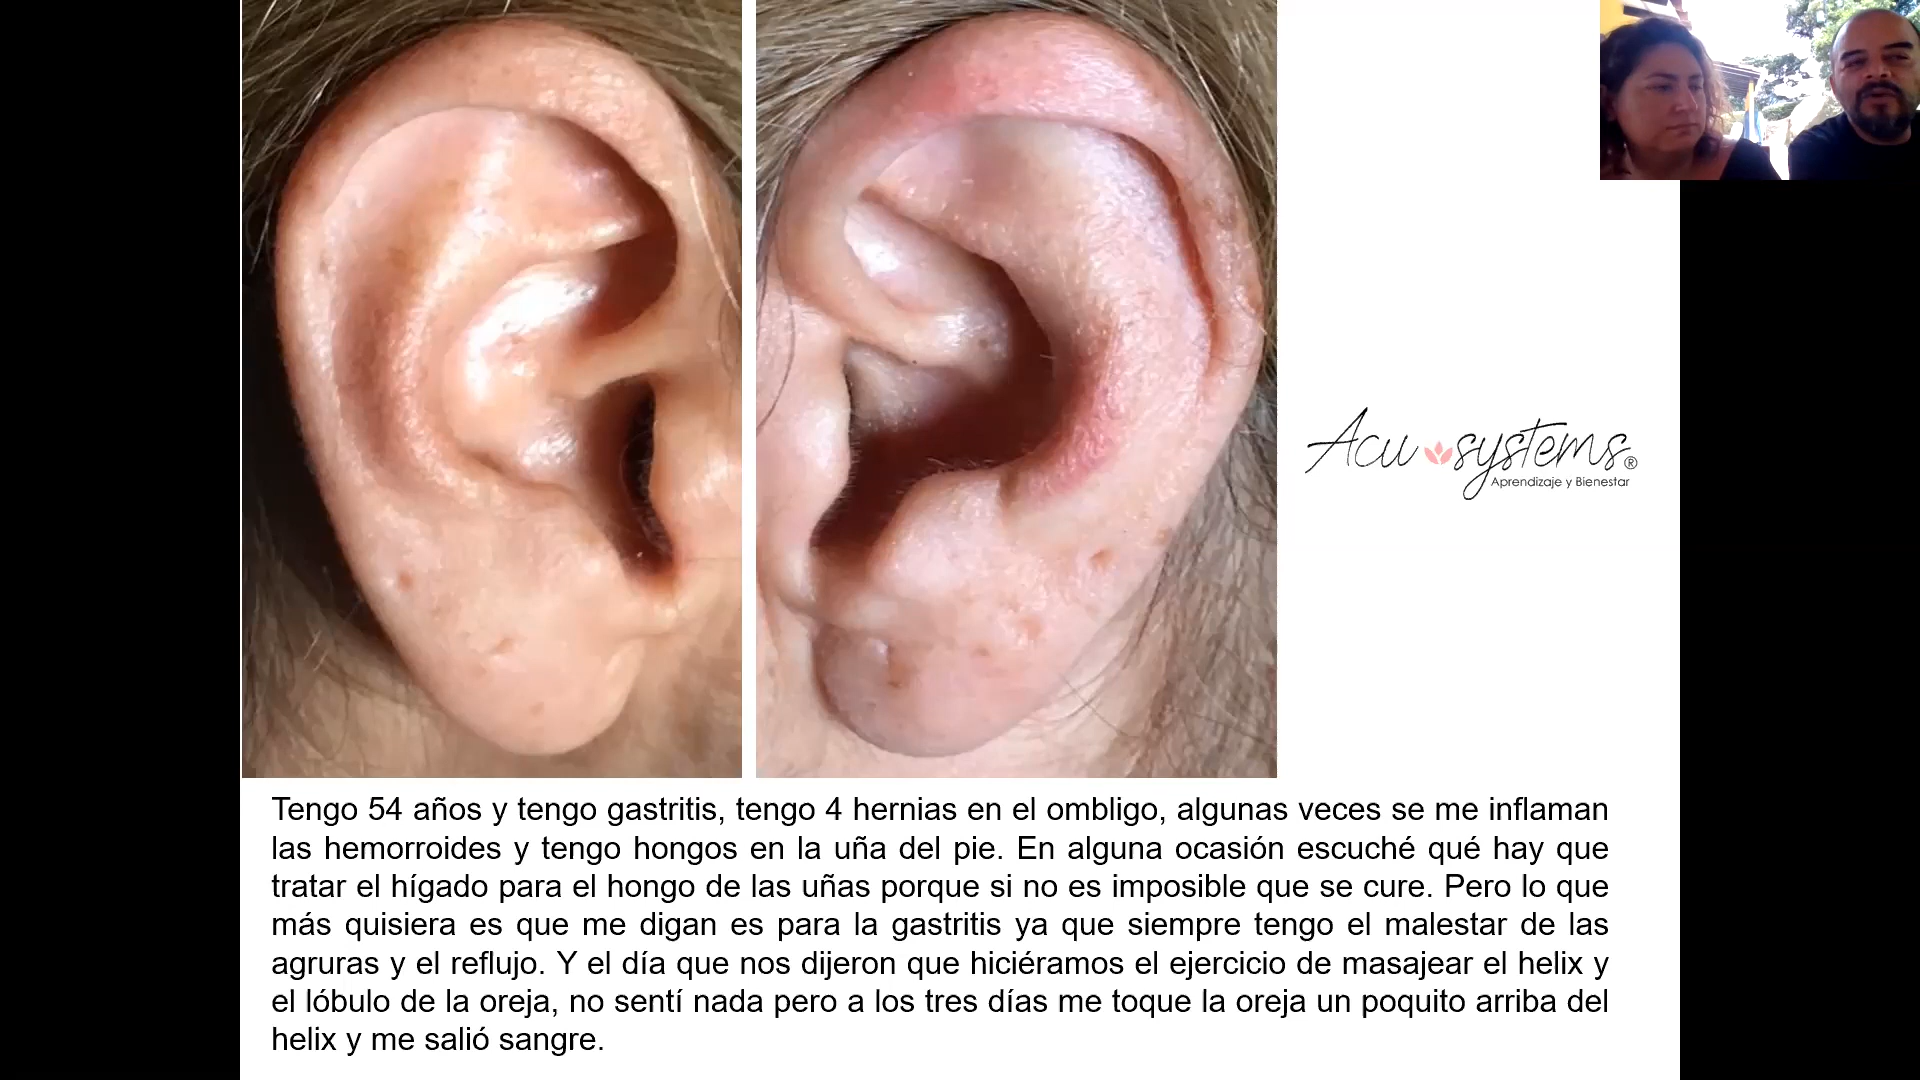 Acu systems®
Aprendizaje y Bienestar
Tengo 54 años y tengo gastritis, tengo 4 hernias en el ombligo, algunas veces se me inflaman
las hemorroides y tengo hongos en la uña del pie. En alguna ocasión escuché qué hay que
tratar el hígado para el hongo de las uñas porque si no es imposible que se cure. Pero lo que
más quisiera es que me digan es para la gastritis ya que siempre tengo el malestar de las
agruras y el reflujo. Y el día que nos dijeron que hiciéramos el ejercicio de masajear el helix y
el lóbulo de la oreja, no sentí nada pero a los tres días me toque la oreja un poquito arriba del
helix y me salió sangre.